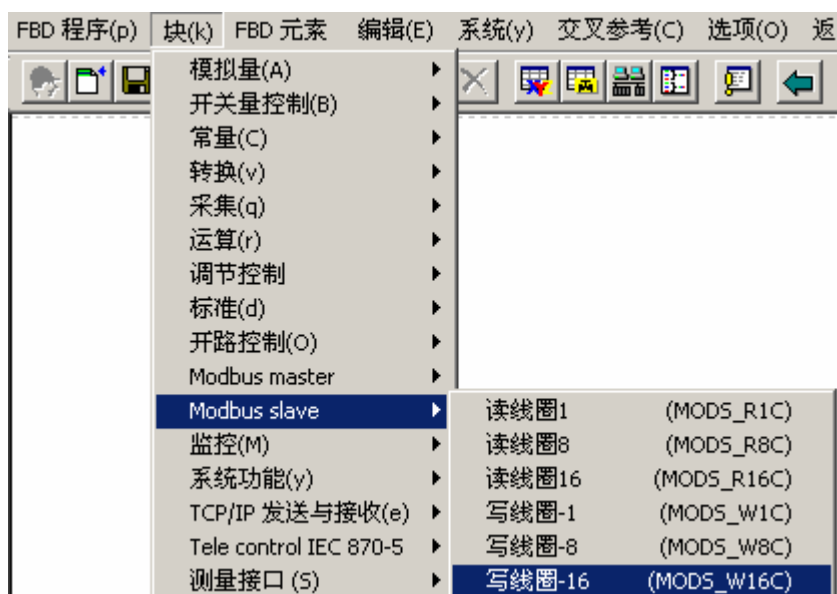 FBD 程序(p) 块(k) FBD 元素 编辑(E) 系统(y) 交叉参考(C) 选项(O) 返
模拟量(A)
开关量控制(B)
常量(C)
转换(v)
采集(q)
运算(r)
调节控制
标准(d)
开路控制(O)
Modbus master
Modbus slave
读线圈1 (MODS_R1C)
监控(M)
读线圈8 (MODS_R8C)
系统功能(y)
读线圈16 (MODS_R16C)
TCP/IP 发送与接收(e)
写线圈-1 (MODS_W1C)
Tele control IEC 870-5
写线圈-8 (MODS_W8C)
测量接口 (S)
写线圈-16 (MODS_W16C)